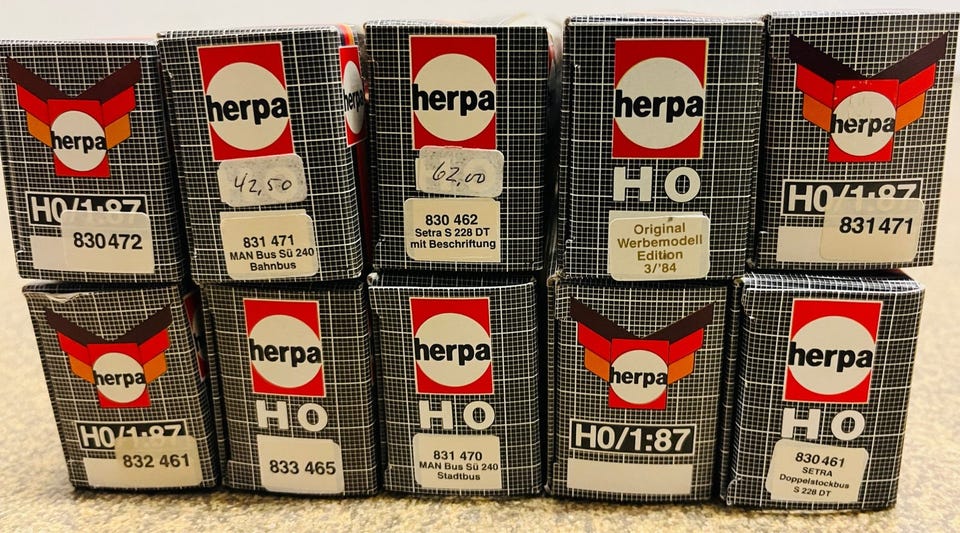 herpa
H0/1:87
830472
herpa
herpa
42,50
831 471
MAN Bus Sü 240
Bahnbus
herpa
62,00
830 462
Setra S 228 DT
mit Beschriftung
herpa
HO
Original
Werbemodell
Edition
3/'84
herpa
H0/1:87
831471
herpa
H0/1:87
832 461
herpa
HO
833 465
herpa
HO
831 470
MAN Bus Sü 240
Stadtbus
herpa
H0/1:87
herpa
HO
830461
SETRA
Doppelstockbus
S 228 DT